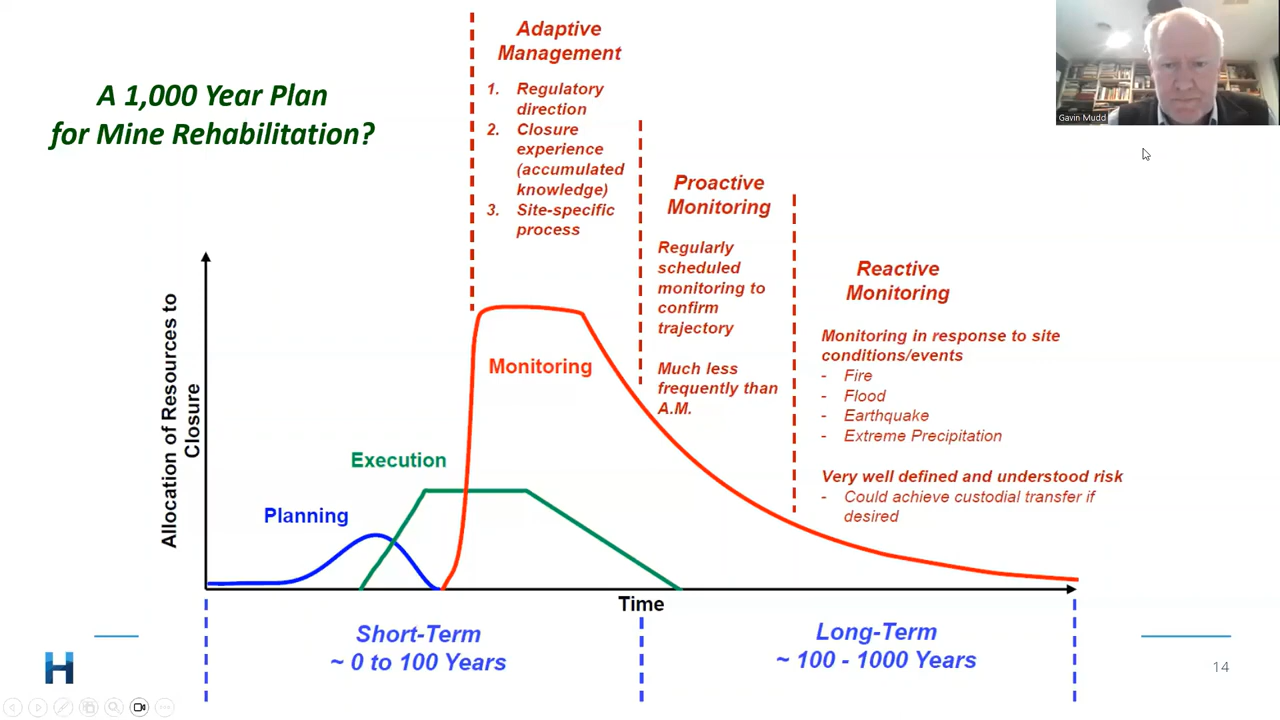 A 1,000 Year Plan
for Mine Rehabilitation?
Adaptive
Management
1. Regulatory
direction
2. Closure
experience
(accumulated
knowledge)
3. Site-specific
process
Proactive
Monitoring
Regularly
scheduled
monitoring to
confirm
trajectory
Much less
frequently than
A.M.
Reactive
Monitoring
Monitoring in response to site
conditions/events
- Fire
- Flood
- Earthquake
- Extreme Precipitation
Very well defined and understood risk
- Could achieve custodial transfer if
desired
Gavin Mudd
Allocation of Resources to
Closure
Planning
Execution
Monitoring
Time
Short-Term
~ 0 to 100 Years
Long-Term
~ 100 - 1000 Years
H
14